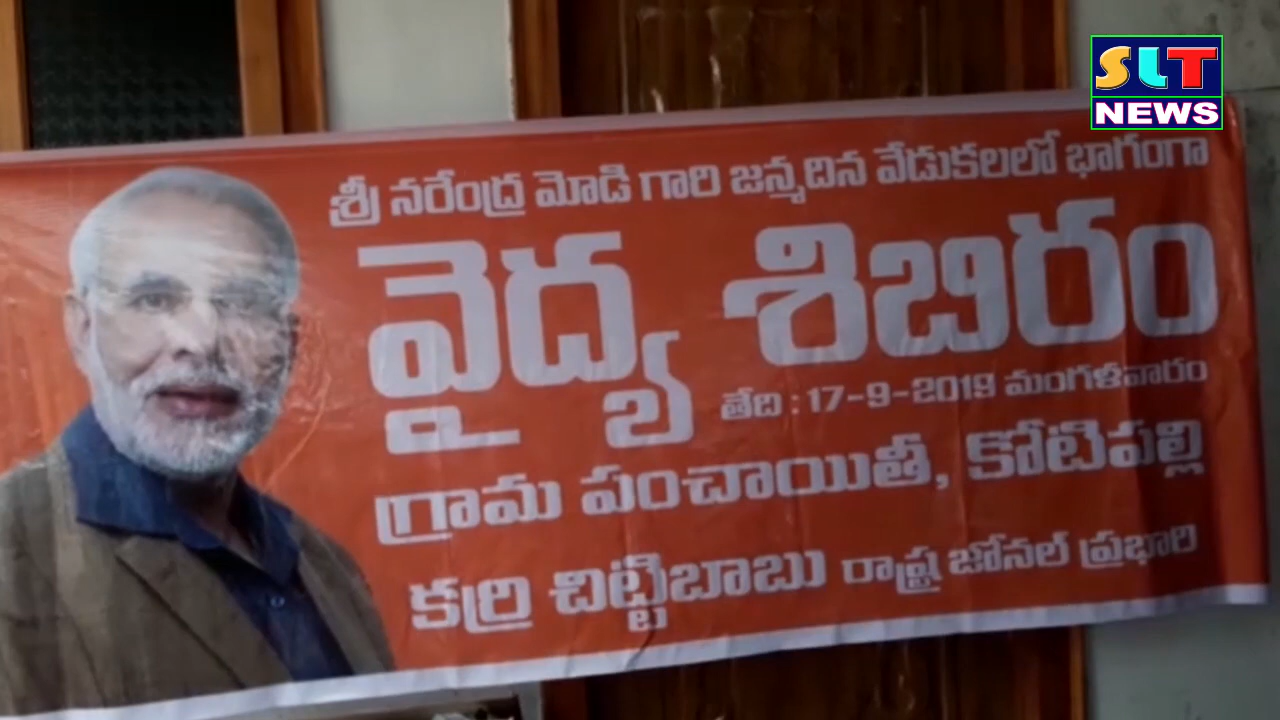 SLT
NEWS
శ్రీ నరేంద్ర మోడి గారి జన్మదిన వేడుకలలో భాగంగా
వైద్య శిబిరం
తేది : 17-9-2019 మంగళవారం
గ్రామ పంచాయితీ, కోటిపల్లి
కర్రి చిట్టిబాబు రాష్ట్ర జోనల్ ప్రభారి